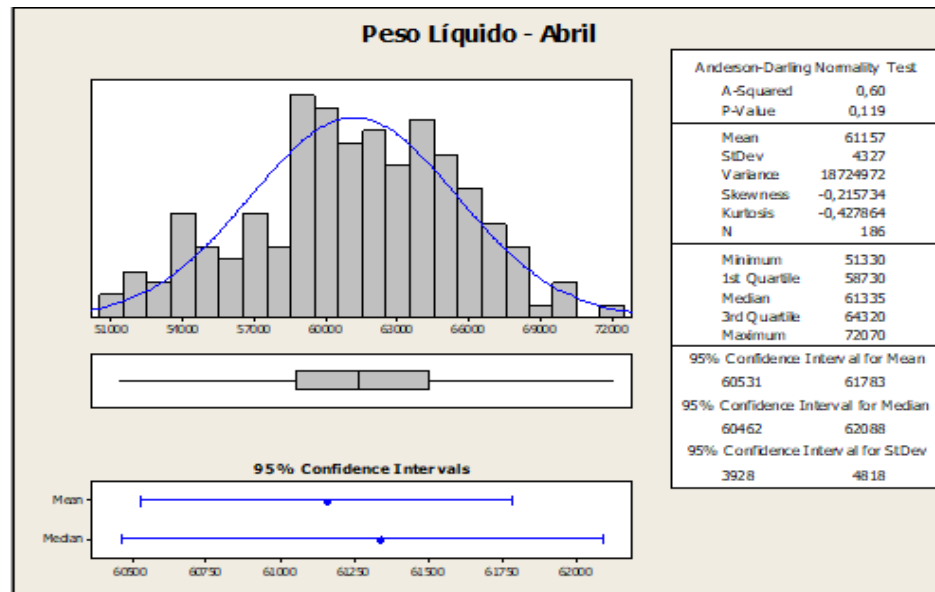 Peso Líquido - Abril
51000 54000 57000 60000 63000 66000 69000 72000
95% Confidence Intervals
Mean
Median
60500 60750 61000 61250 61500 61750 62000
Anderson-Darling Normality Test
A-Squared 0,60
P-Value 0,119
Mean 61157
StDev 4327
Variance 18724972
Skewness -0,215734
Kurtosis -0,427864
N 186
Minimum 51330
1st Quartile 58730
Median 61335
3rd Quartile 64320
Maximum 72070
95% Confidence Interval for Mean
60531 61783
95% Confidence Interval for Median
60462 62088
95% Confidence Interval for StDev
3928 4818